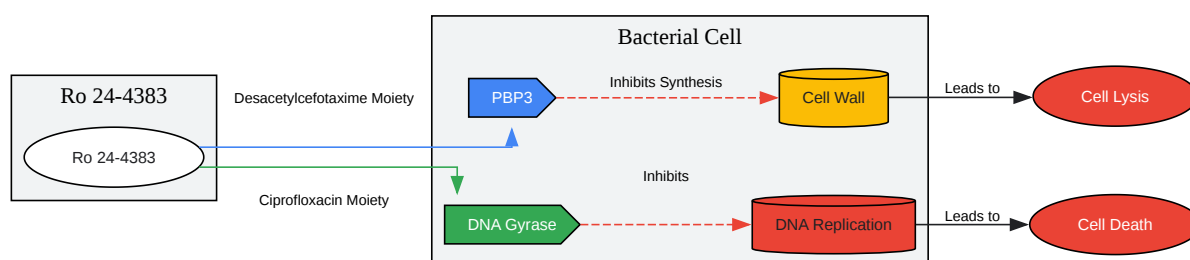 Bacterial Cell
Ro 24-4383
Ro 24-4383
Desacetylcefotaxime Moiety
Ciprofloxacin Moiety
PBP3
Inhibits Synthesis
Cell Wall
Leads to
Cell Lysis
DNA Gyrase
Inhibits
DNA Replication
Leads to
Cell Death